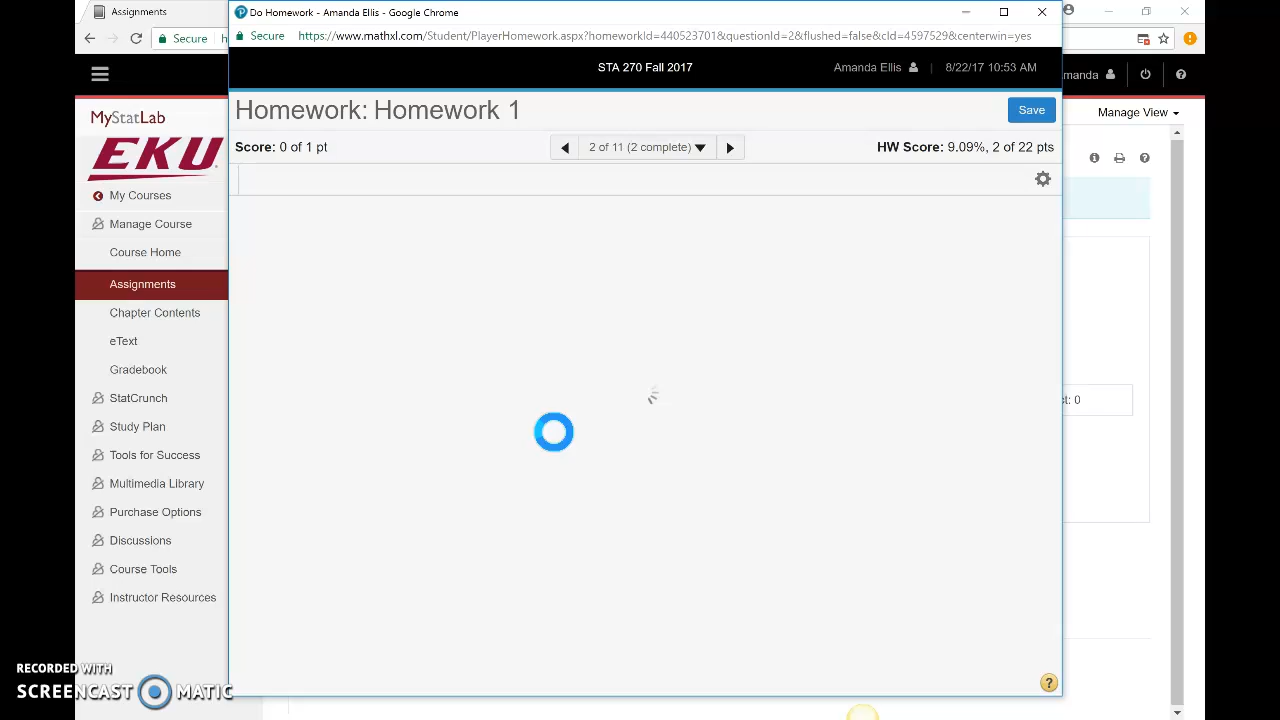 Assignments
Do Homework - Amanda Ellis - Google Chrome
Secure
Secure https://www.mathxl.com/Student/PlayerHomework.aspx?homeworkId=440523701&questionId=2&flushed=false&cId=4597529&centerwin=yes
STA 270 Fall 2017 Amanda Ellis | 8/22/17 10:53 AM
manda
MyStatLab
EKU
Homework: Homework 1 Save
Manage View
Score: 0 of 1 pt 2 of 11 (2 complete) HW Score: 9.09%, 2 of 22 pts
My Courses
Manage Course
Course Home
Assignments
Chapter Contents
eText
Gradebook
StatCrunch
Study Plan
Tools for Success
Multimedia Library
Purchase Options
Discussions
Course Tools
Instructor Resources
ct: 0
?
RECORDED WITH
SCREENCAST MATIC